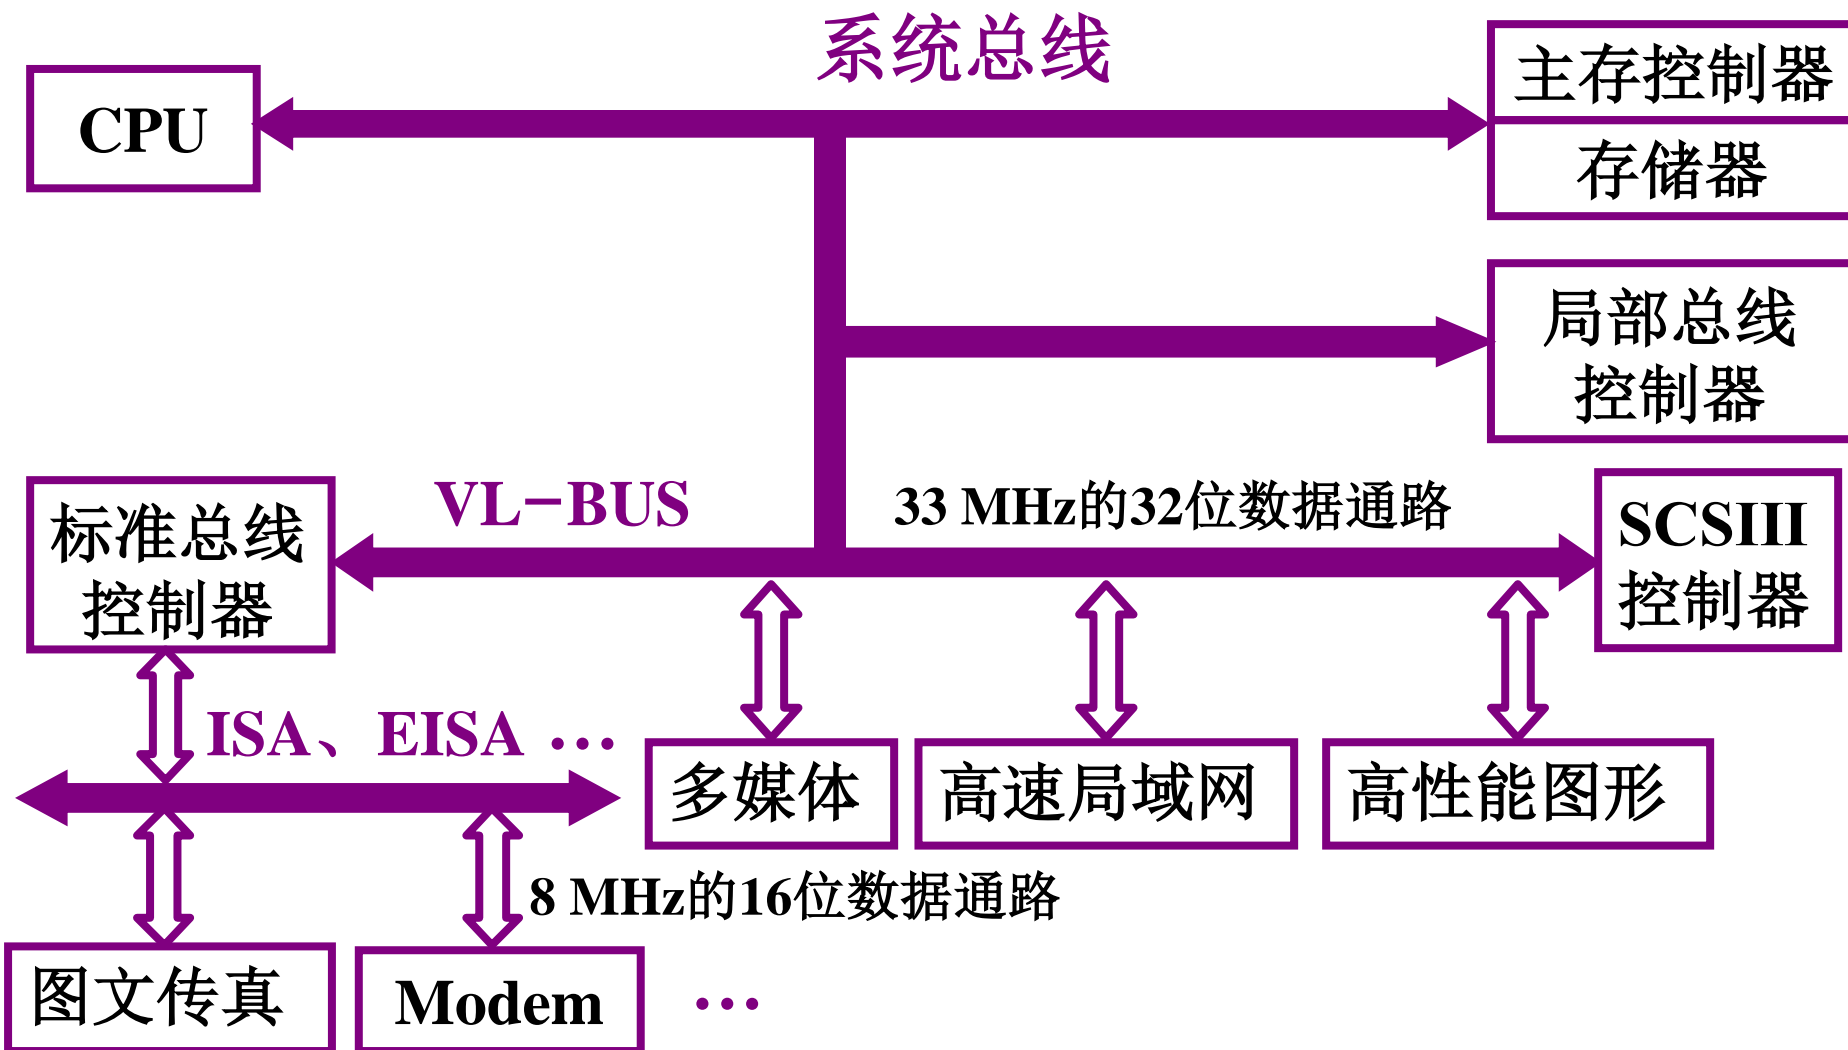 系统总线
CPU
主存控制器
存储器
局部总线
控制器
VL-BUS
33 MHz的32位数据通路
标准总线
控制器
SCSIII
控制器
ISA、EISA …
多媒体
高速局域网
高性能图形
8 MHz的16位数据通路
图文传真
Modem
…